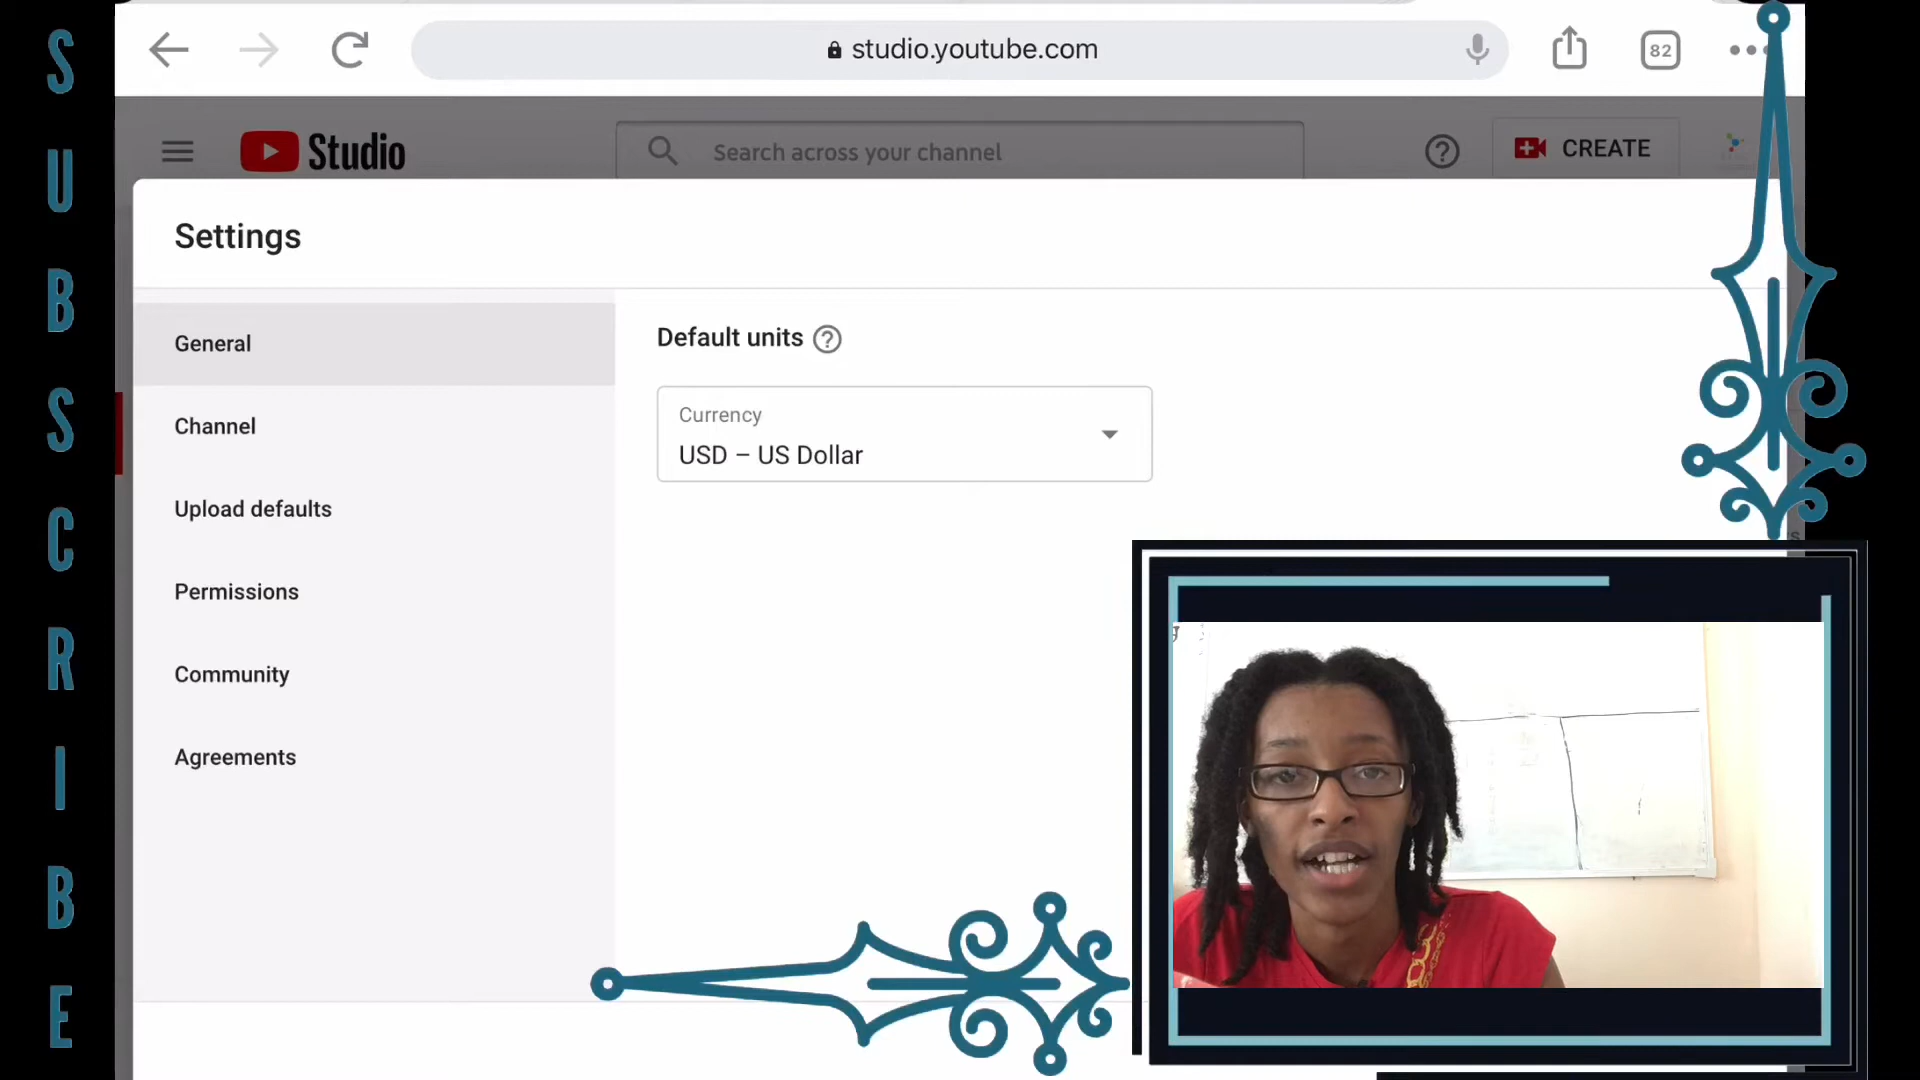 SUBSCRIBE
studio.youtube.com
82
Studio
Search across your channel
CREATE
Settings
General
Channel
Upload defaults
Permissions
Community
Agreements
Default units
Currency
USD – US Dollar